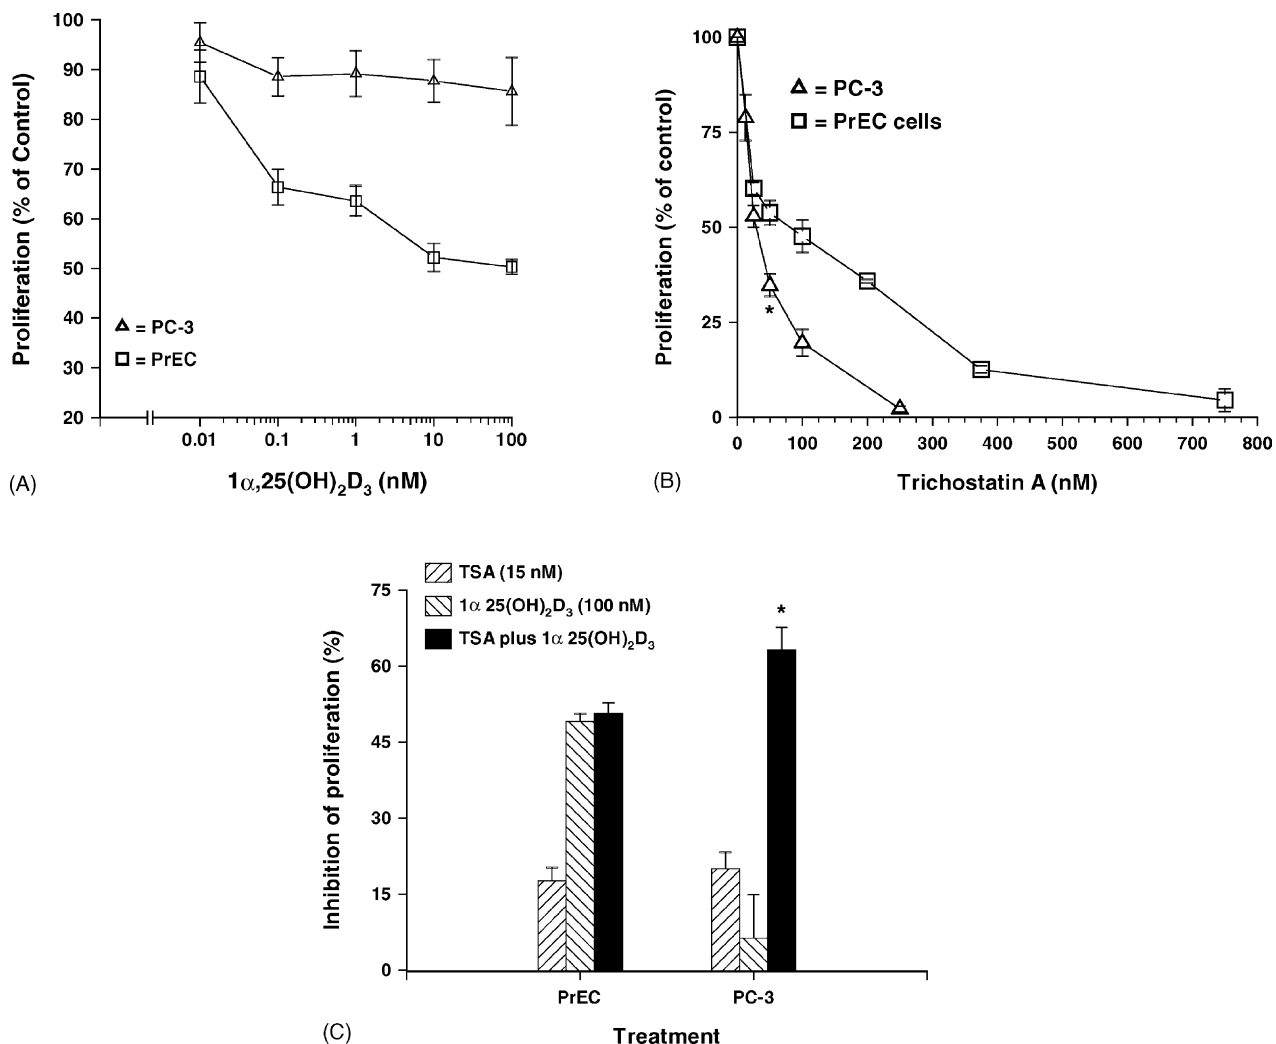 100
90
80
70
60
50
40
30
20
Proliferation (% of Control)
△ = PC-3
□ = PrEC
0.01 0.1 1 10 100
1α,25(OH)₂D₃ (nM)
(A)
100
75
50
25
0
Proliferation (% of control)
△ = PC-3
□ = PrEC cells
*
0 100 200 300 400 500 600 700 800
Trichostatin A (nM)
(B)
TSA (15 nM)
1α 25(OH)₂D₃ (100 nM)
TSA plus 1α 25(OH)₂D₃
75
60
45
30
15
0
Inhibition of proliferation (%)
*
PrEC PC-3
Treatment
(C)